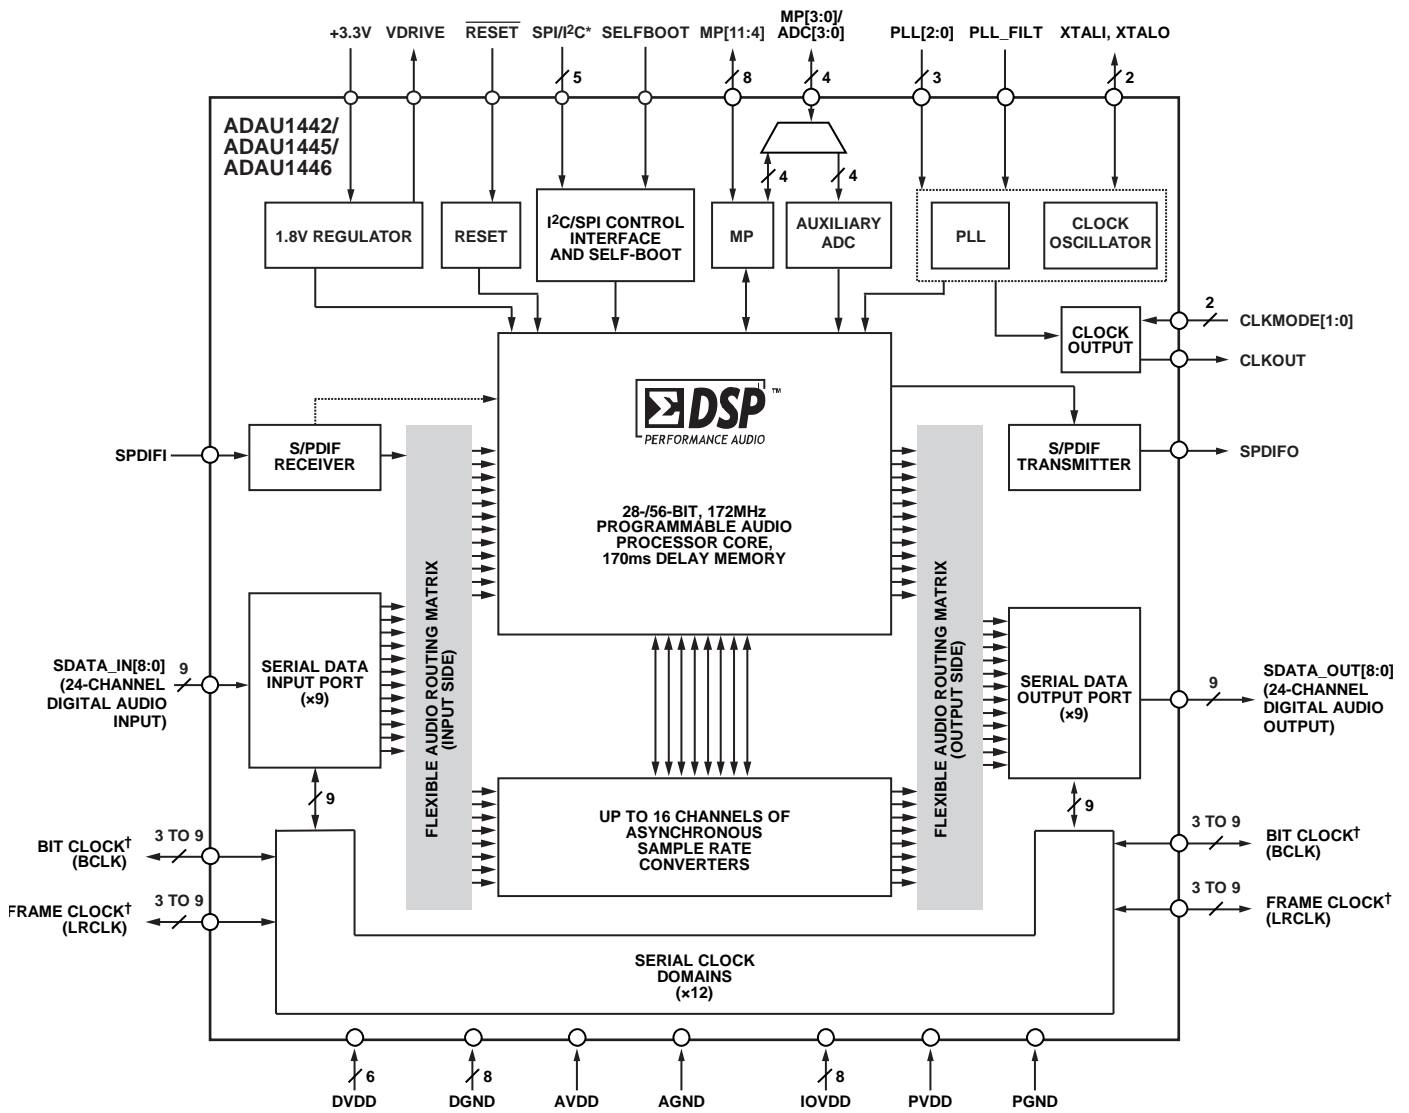 MP[3:0]/
+3.3V VDRIVE RESET SPI/I²C* SELFBOOT MP[11:4] ADC[3:0] PLL[2:0] PLL_FILT XTALI, XTALO
5 8 4 3 2
ADAU1442/
ADAU1445/
ADAU1446
4 4
1.8V REGULATOR
RESET
I²C/SPI CONTROL
INTERFACE
AND SELF-BOOT
MP
AUXILIARY
ADC
PLL
CLOCK
OSCILLATOR
2
CLKMODE[1:0]
CLOCK
OUTPUT
CLKOUT
ΣDSP™
PERFORMANCE AUDIO
SPDIFI
S/PDIF
RECEIVER
S/PDIF
TRANSMITTER
SPDIFO
28-/56-BIT, 172MHz
PROGRAMMABLE AUDIO
PROCESSOR CORE,
170ms DELAY MEMORY
FLEXIBLE AUDIO ROUTING MATRIX
(INPUT SIDE)
FLEXIBLE AUDIO ROUTING MATRIX
(OUTPUT SIDE)
SDATA_IN[8:0]
(24-CHANNEL
DIGITAL AUDIO
INPUT)
9
SERIAL DATA
INPUT PORT
(×9)
SERIAL DATA
OUTPUT PORT
(×9)
9
SDATA_OUT[8:0]
(24-CHANNEL
DIGITAL AUDIO
OUTPUT)
9
9
UP TO 16 CHANNELS OF
ASYNCHRONOUS
SAMPLE RATE
CONVERTERS
BIT CLOCK†
(BCLK)
3 TO 9
3 TO 9
BIT CLOCK†
(BCLK)
FRAME CLOCK†
(LRCLK)
3 TO 9
3 TO 9
FRAME CLOCK†
(LRCLK)
SERIAL CLOCK
DOMAINS
(×12)
6 8 8
DVDD DGND AVDD AGND IOVDD PVDD PGND